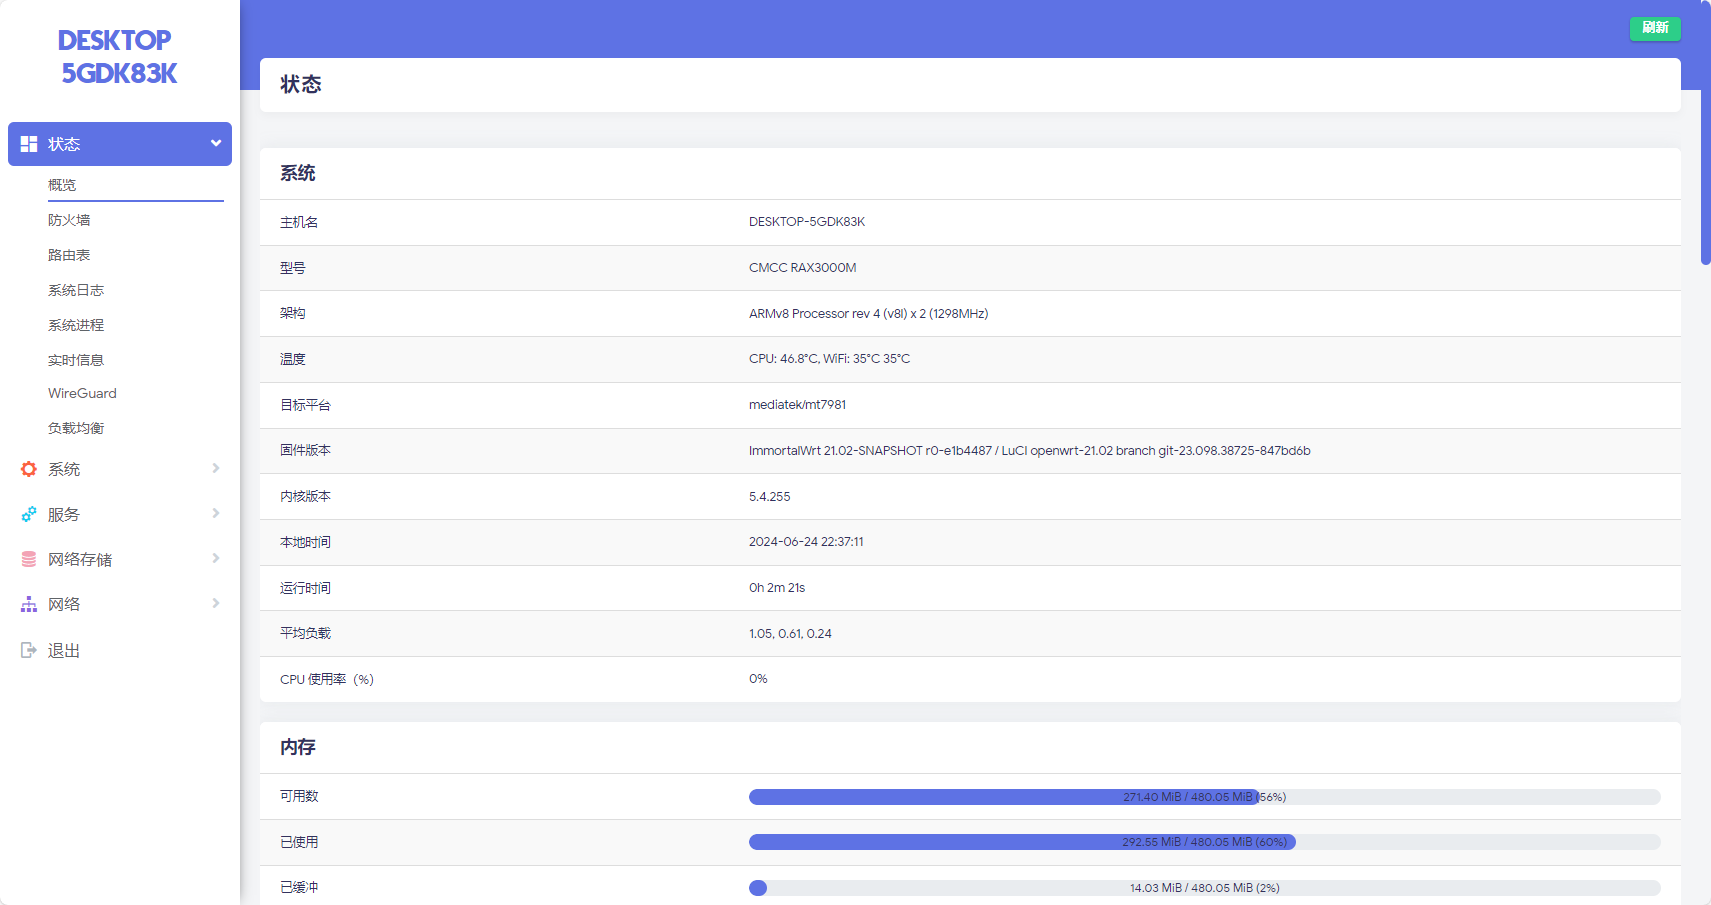 DESKTOP
5GDK83K
状态
概览
防火墙
路由表
系统日志
系统进程
实时信息
WireGuard
负载均衡
系统
服务
网络存储
网络
退出
刷新
状态
系统
主机名 DESKTOP-5GDK83K
型号 CMCC RAX3000M
架构 ARMv8 Processor rev 4 (v8l) x 2 (1298MHz)
温度 CPU: 46.8°C, WiFi: 35°C 35°C
目标平台 mediatek/mt7981
固件版本 ImmortalWrt 21.02-SNAPSHOT r0-e1b4487 / LuCI openwrt-21.02 branch git-23.098.38725-847bd6b
内核版本 5.4.255
本地时间 2024-06-24 22:37:11
运行时间 0h 2m 21s
平均负载 1.05, 0.61, 0.24
CPU 使用率（%） 0%
内存
可用数 271.40 MiB / 480.05 MiB (56%)
已使用 292.55 MiB / 480.05 MiB (60%)
已缓冲 14.03 MiB / 480.05 MiB (2%)